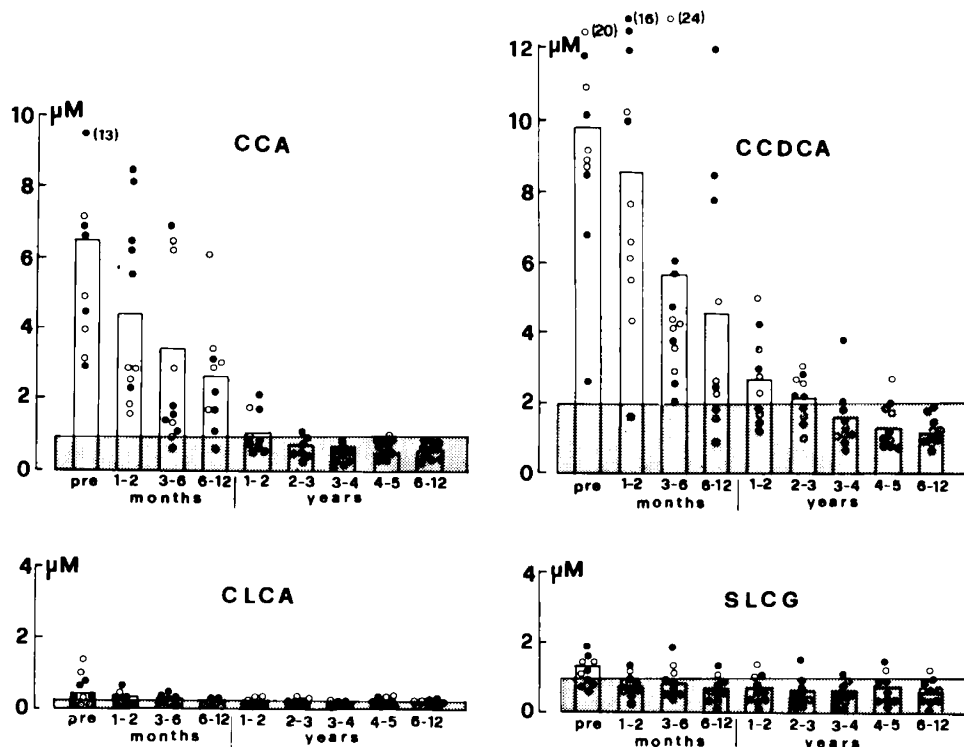 µM
10
8
6
4
2
0
CCA
(13)
pre 1-2 3-6 6-12 1-2 2-3 3-4 4-5 6-12
months years
µM
12
10
8
6
4
2
0
CCDCA
(20) (16) (24)
pre 1-2 3-6 6-12 1-2 2-3 3-4 4-5 6-12
months years
µM
4
2
0
CLCA
pre 1-2 3-6 6-12 1-2 2-3 3-4 4-5 6-12
months years
µM
4
2
0
SLCG
pre 1-2 3-6 6-12 1-2 2-3 3-4 4-5 6-12
months years